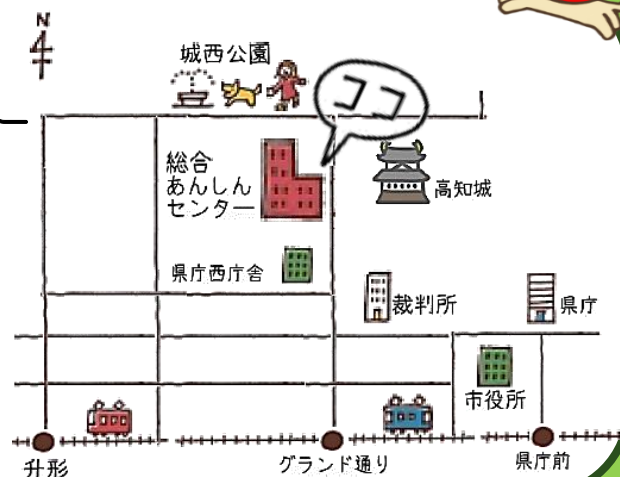 N
城西公園
ココ
総合
あんしん
センター
高知城
県庁西庁舎
裁判所
県庁
市役所
升形
グランド通り
県庁前